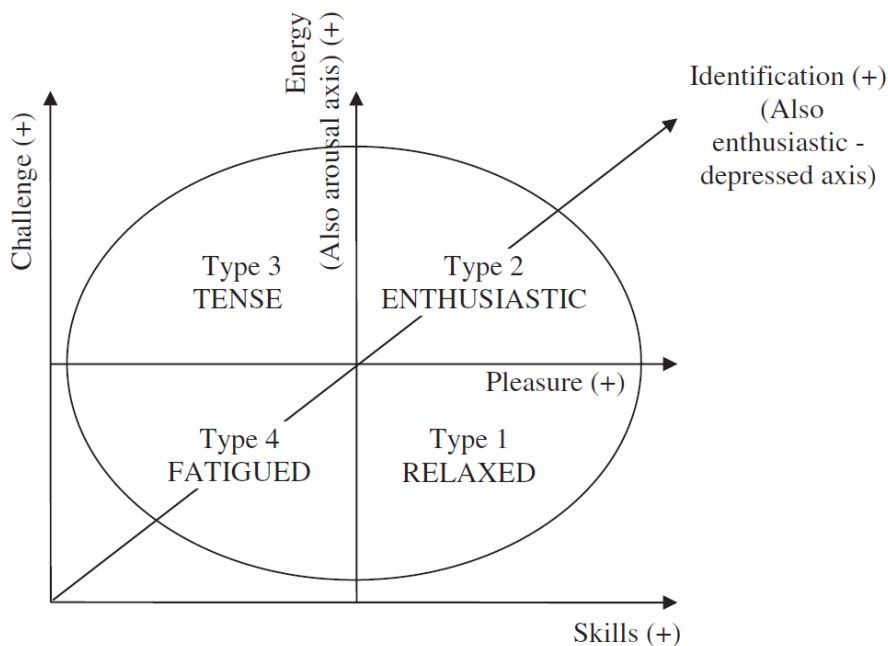 Challenge (+)
Energy
(Also arousal axis) (+)
Identification (+)
(Also
enthusiastic -
depressed axis)
Type 3
TENSE
Type 2
ENTHUSIASTIC
Pleasure (+)
Type 4
FATIGUED
Type 1
RELAXED
Skills (+)